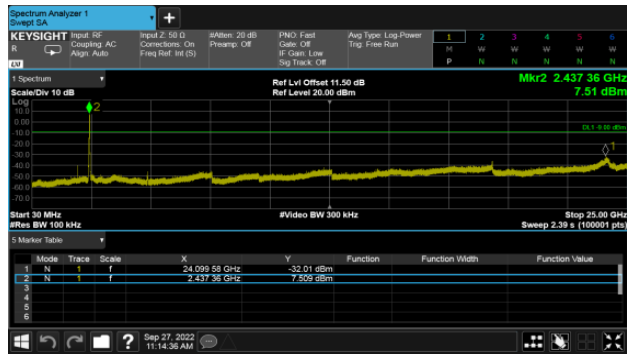 Spectrum Analyzer 1
Swept SA
+
KEYSIGHT Input: RF Input Z: 50 Ω #Atten: 20 dB PNO: Fast Avg Type: Log-Power 1 2 3 4 5 6
R Coupling: AC Corrections: On Preamp: Off Gate: Off Trig: Free Run M W W W W W
Align: Auto Freq Ref: Int (S) IF Gain: Low
Sig Track: Off P N N N N N
LXI
1 Spectrum Ref Lvl Offset 11.50 dB Mkr2 2.437 36 GHz
Scale/Div 10 dB Ref Level 20.00 dBm 7.51 dBm
Log
10.0 2
0.00
-10.0 DL1 -9.00 dBm
-20.0
-30.0 1
-40.0
-50.0
-60.0
-70.0
Start 30 MHz #Video BW 300 kHz Stop 25.00 GHz
#Res BW 100 kHz Sweep 2.39 s (100001 pts)
5 Marker Table
Mode Trace Scale X Y Function Function Width Function Value
1 N 1 f 24.099 58 GHz -32.01 dBm
2 N 1 f 2.437 36 GHz 7.509 dBm
3
4
5
6
? Sep 27, 2022
11:14:36 AM